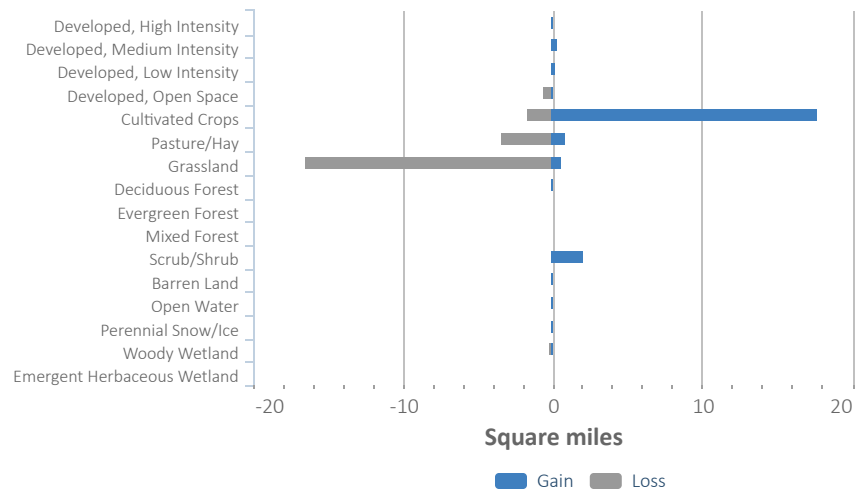 Developed, High Intensity
Developed, Medium Intensity
Developed, Low Intensity
Developed, Open Space
Cultivated Crops
Pasture/Hay
Grassland
Deciduous Forest
Evergreen Forest
Mixed Forest
Scrub/Shrub
Barren Land
Open Water
Perennial Snow/Ice
Woody Wetland
Emergent Herbaceous Wetland
-20 -10 0 10 20
Square miles
Gain Loss